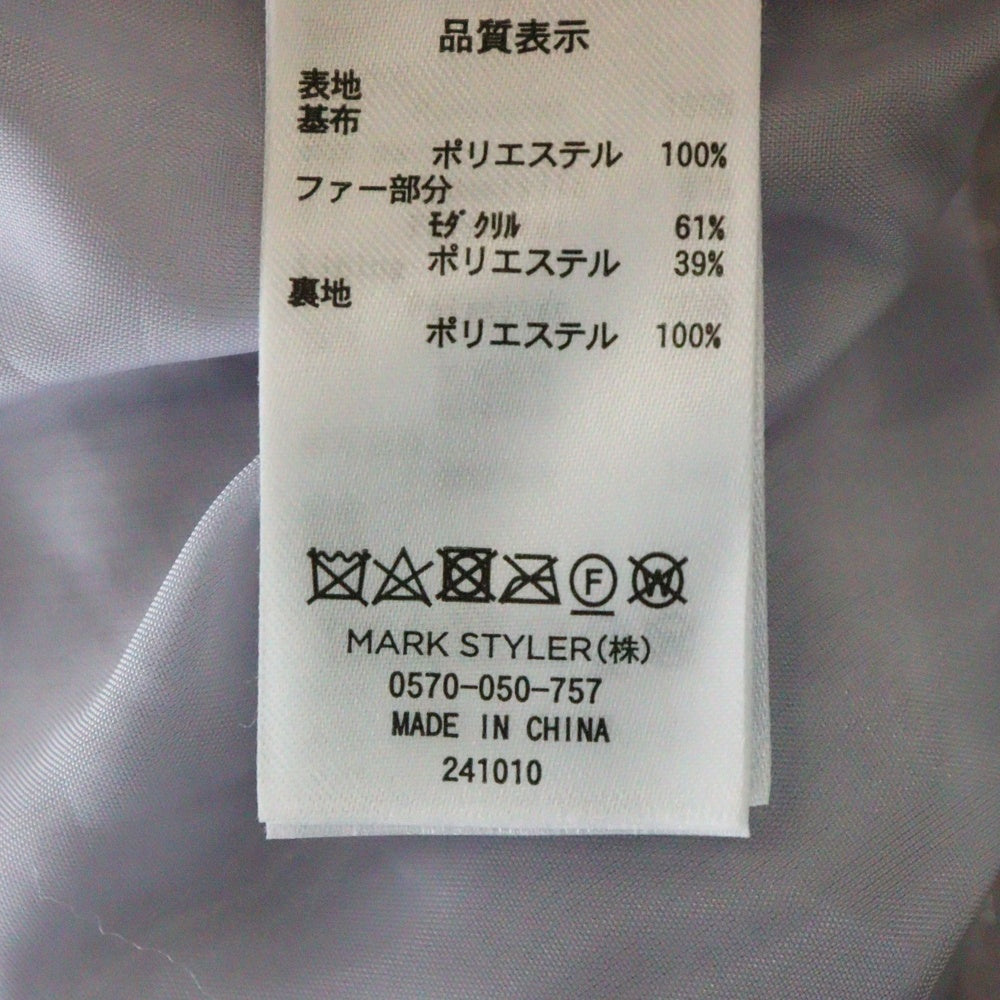 品質表示
表地
基布
ポリエステル 100%
ファー部分
ﾓﾀﾞｸﾘﾙ 61%
ポリエステル 39%
裏地
ポリエステル 100%
F W
MARK STYLER(株)
0570-050-757
MADE IN CHINA
241010